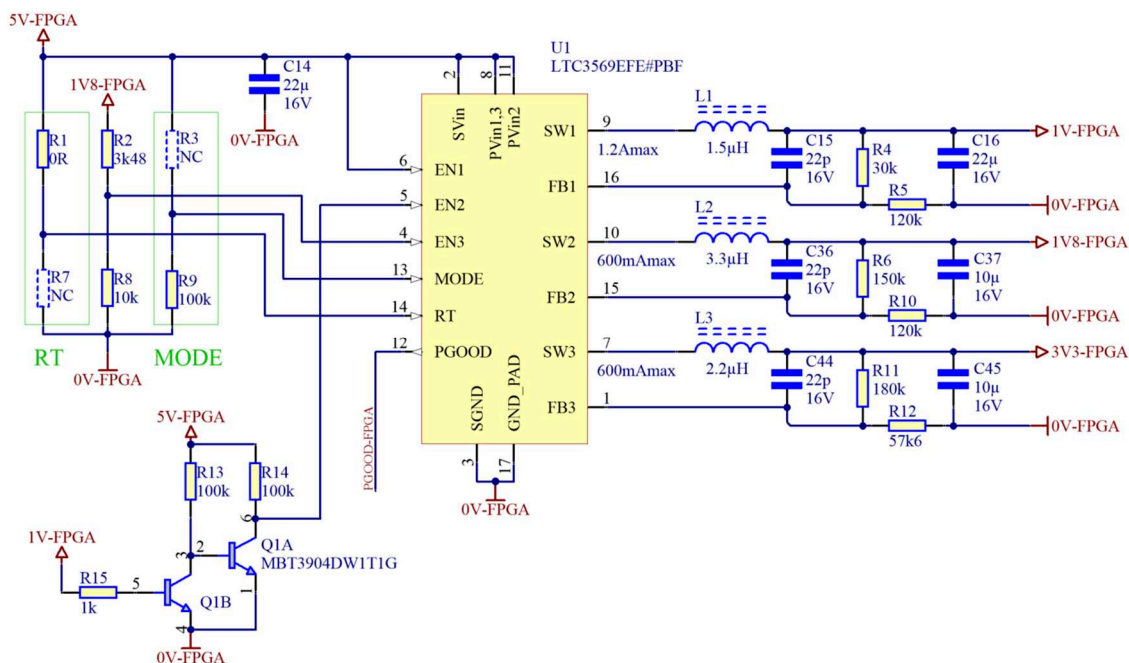 5V-FPGA
U1
LTC3569EFE#PBF
C14
22µ
16V
0V-FPGA
1V8-FPGA
R1
0R
R2
3k48
R3
NC
R7
NC
R8
10k
R9
100k
RT
MODE
0V-FPGA
2
8
11
SVin
PVin1,3
PVin2
6
EN1
5
EN2
4
EN3
13
MODE
14
RT
12
PGOOD
SW1
9
1.2Amax
FB1
16
SW2
10
600mAmax
FB2
15
SW3
7
600mAmax
FB3
1
SGND
GND_PAD
3
17
0V-FPGA
PGOOD-FPGA
L1
1.5µH
C15
22p
16V
R4
30k
R5
120k
C16
22µ
16V
1V-FPGA
0V-FPGA
L2
3.3µH
C36
22p
16V
R6
150k
R10
120k
C37
10µ
16V
1V8-FPGA
0V-FPGA
L3
2.2µH
C44
22p
16V
R11
180k
R12
57k6
C45
10µ
16V
3V3-FPGA
0V-FPGA
5V-FPGA
R13
100k
R14
100k
6
3
2
Q1A
MBT3904DW1T1G
1
1V-FPGA
R15
1k
5
Q1B
4
0V-FPGA